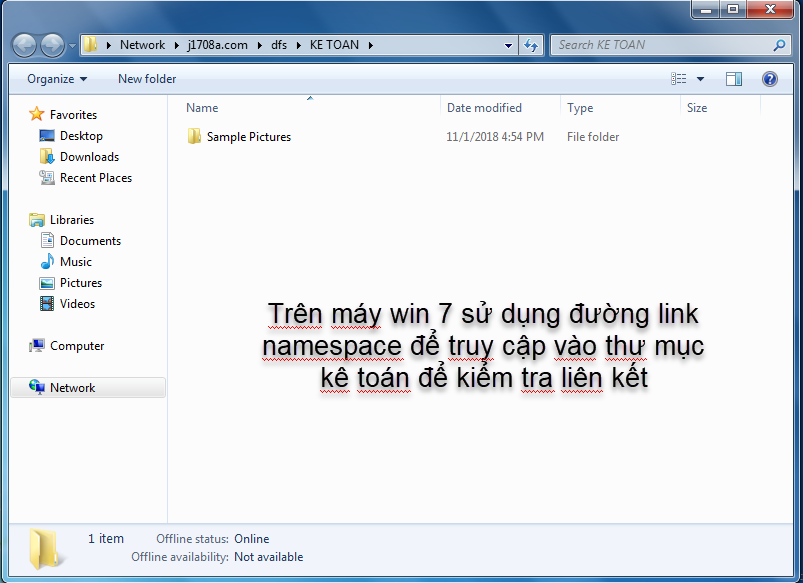 Network ▸ j1708a.com ▸ dfs ▸ KE TOAN ▸
Search KE TOAN
Organize
New folder
Name
Date modified
Type
Size
Favorites
Desktop
Downloads
Recent Places
Libraries
Documents
Music
Pictures
Videos
Computer
Network
Sample Pictures
11/1/2018 4:54 PM
File folder
Trên máy win 7 sử dụng đường link
namespace để truy cập vào thư mục
kê toán để kiểm tra liên kết
1 item
Offline status: Online
Offline availability: Not available